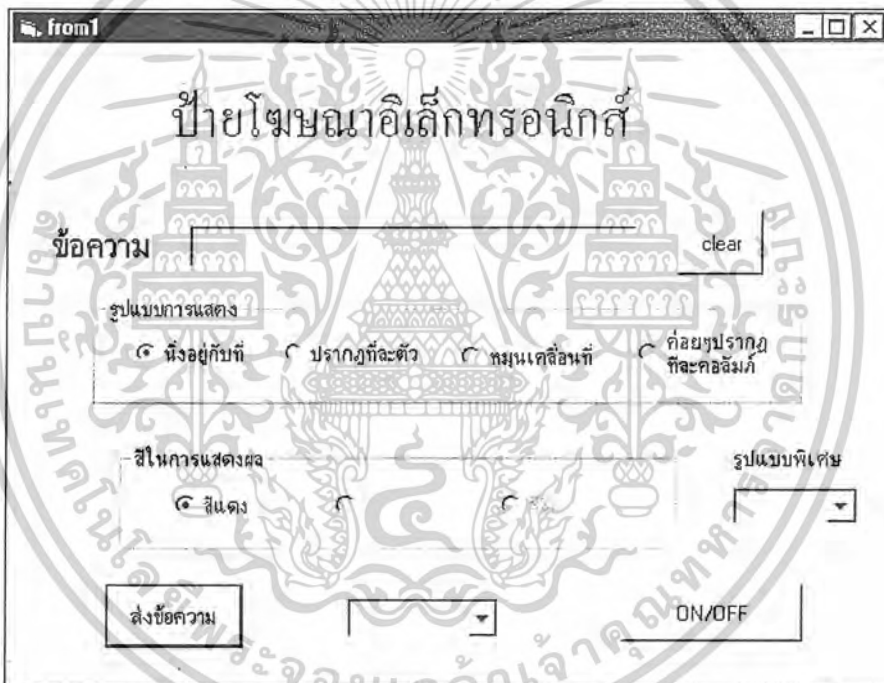 from1
ป้ายโฆษณาอิเล็กทรอนิกส์
ข้อความ
clear
รูปแบบการแสดง
นิ่งอยู่กับที่ ปรากฎทีละตัว หมุนเคลื่อนที่ ค่อยๆปรากฎ
ทีละคอลัมภ์
สีในการแสดงผล
รูปแบบพิเศษ
สีแดง
ส่งข้อความ
ON/OFF